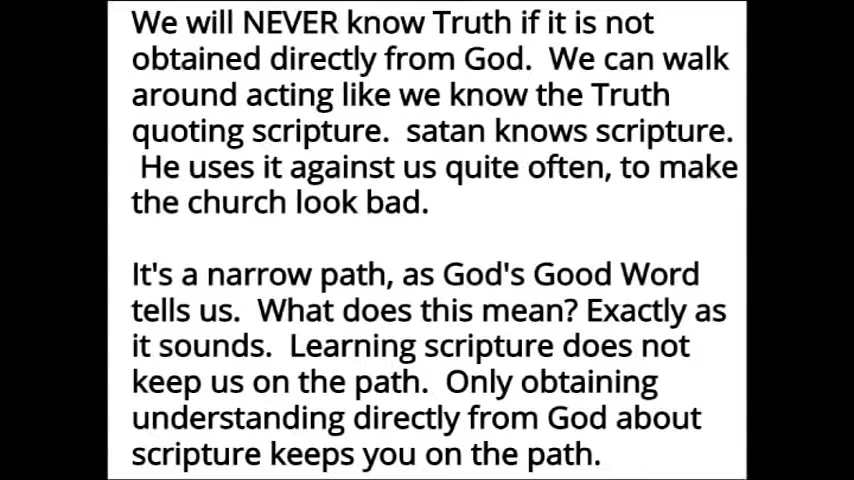 We will NEVER know Truth if it is not
obtained directly from God.  We can walk
around acting like we know the Truth
quoting scripture.  satan knows scripture.
He uses it against us quite often, to make
the church look bad.
It's a narrow path, as God's Good Word
tells us.  What does this mean? Exactly as
it sounds.  Learning scripture does not
keep us on the path.  Only obtaining
understanding directly from God about
scripture keeps you on the path.